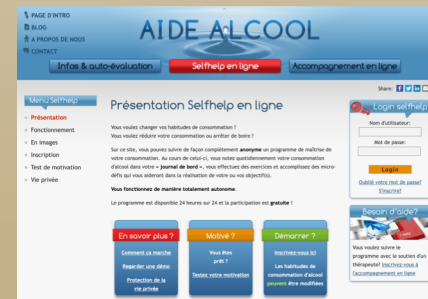 PAGE D'INTRO
BLOG
A PROPOS DE NOUS
CONTACT
AIDE ALCOOL
Infos & auto-évaluation
Selfhelp en ligne
Accompagnement en ligne
Share:
Menu Selfhelp
Présentation
Fonctionnement
En images
Inscription
Test de motivation
Vie privée
Présentation Selfhelp en ligne
Vous voulez changer vos habitudes de consommation ?
Vous voulez réduire votre consommation ou arrêter de boire ?
Sur ce site, vous pouvez suivre de façon complètement anonyme un programme de maîtrise de
votre consommation. Au cours de celui-ci, vous notez quotidiennement votre consommation
d'alcool dans votre « journal de bord », vous effectuez des exercices et accomplissez des micro-
défis qui vous aideront dans la réalisation de votre ou vos objectif(s).
Vous fonctionnez de manière totalement autonome.
Le programme est disponible 24 heures sur 24 et la participation est gratuite !
En savoir plus ?
Comment ça marche
Regarder une démo
Protection de la
vie privée
Motivé ?
Vous êtes
prêt ?
Testez votre motivation
Démarrer ?
Inscrivez-vous ici
Les habitudes de
consommation d'alcool
peuvent être modifiées
Login selfhelp
Nom d'utilisateur:
Mot de passe:
Login
Oublié votre mot de passe?
S'inscrire?
Besoin d'aide?
Vous voulez suivre le
programme avec le soutien d'un
thérapeute? Inscrivez-vous à
l'accompagnement en ligne